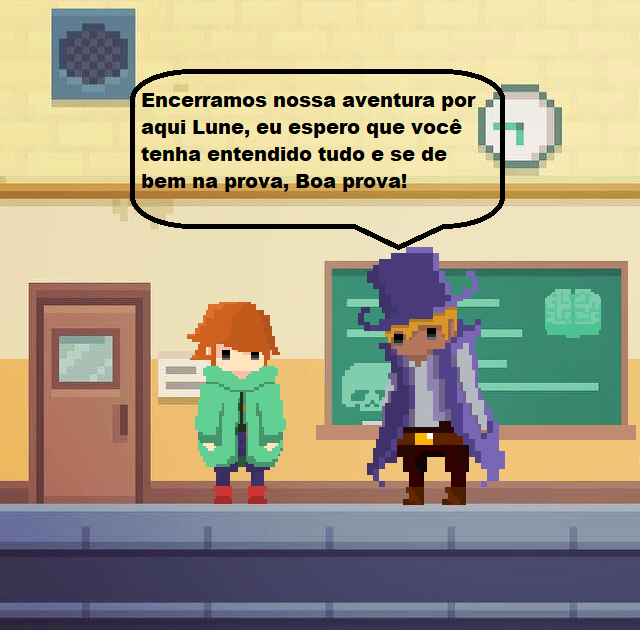 Encerramos nossa aventura por
aqui Lune, eu espero que você
tenha entendido tudo e se de
bem na prova, Boa prova!